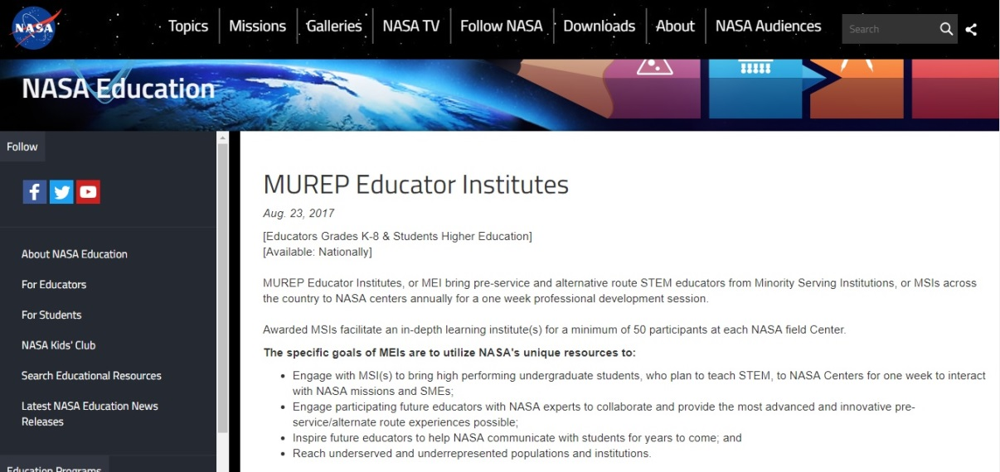 NASA
Topics
Missions
Galleries
NASA TV
Follow NASA
Downloads
About
NASA Audiences
Search
NASA Education
Follow
About NASA Education
For Educators
For Students
NASA Kids' Club
Search Educational Resources
Latest NASA Education News
Releases
Education Programs
MUREP Educator Institutes
Aug. 23, 2017
[Educators Grades K-8 & Students Higher Education]
[Available: Nationally]
MUREP Educator Institutes, or MEI bring pre-service and alternative route STEM educators from Minority Serving Institutions, or MSIs across
the country to NASA centers annually for a one week professional development session.
Awarded MSIs facilitate an in-depth learning institute(s) for a minimum of 50 participants at each NASA field Center.
The specific goals of MEIs are to utilize NASA's unique resources to:
• Engage with MSI(s) to bring high performing undergraduate students, who plan to teach STEM, to NASA Centers for one week to interact
with NASA missions and SMEs;
• Engage participating future educators with NASA experts to collaborate and provide the most advanced and innovative pre-
service/alternate route experiences possible;
• Inspire future educators to help NASA communicate with students for years to come; and
• Reach underserved and underrepresented populations and institutions.